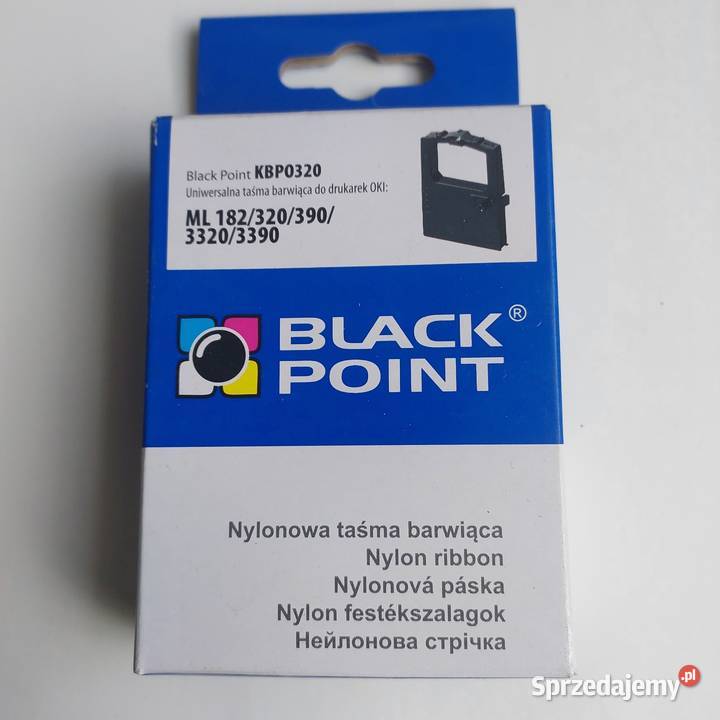 Black Point KBPO320
Uniwersalna taśma barwiąca do drukarek OKI:
ML 182/320/390/
3320/3390
BLACK®
POINT
Nylonowa taśma barwiąca
Nylon ribbon
Nylonová páska
Nylon festékszalagok
Нейлонова стрічка
Sprzedajemy.pl